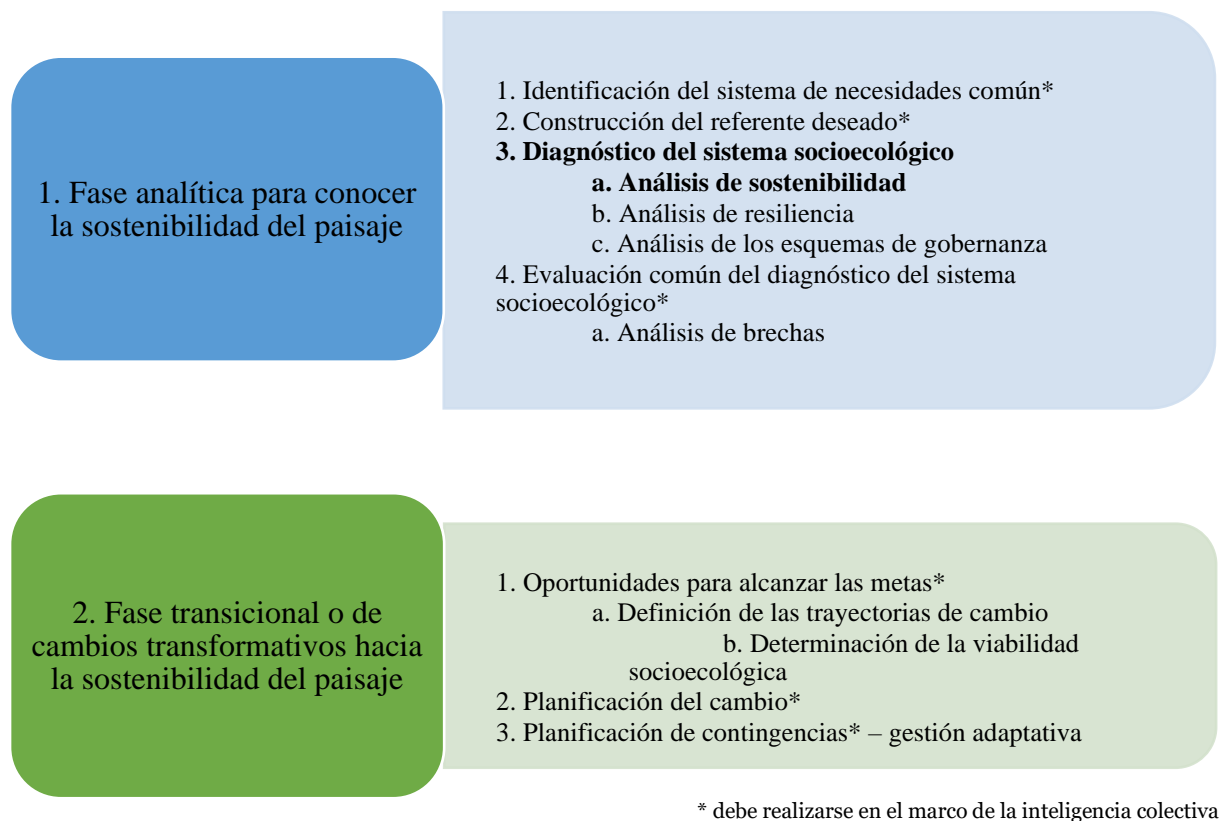 1. Fase analítica para conocer
la sostenibilidad del paisaje
1. Identificación del sistema de necesidades común*
2. Construcción del referente deseado*
3. Diagnóstico del sistema socioecológico
a. Análisis de sostenibilidad
b. Análisis de resiliencia
c. Análisis de los esquemas de gobernanza
4. Evaluación común del diagnóstico del sistema
socioecológico*
a. Análisis de brechas
2. Fase transicional o de
cambios transformativos hacia
la sostenibilidad del paisaje
1. Oportunidades para alcanzar las metas*
a. Definición de las trayectorias de cambio
b. Determinación de la viabilidad
socioecológica
2. Planificación del cambio*
3. Planificación de contingencias* – gestión adaptativa
* debe realizarse en el marco de la inteligencia colectiva